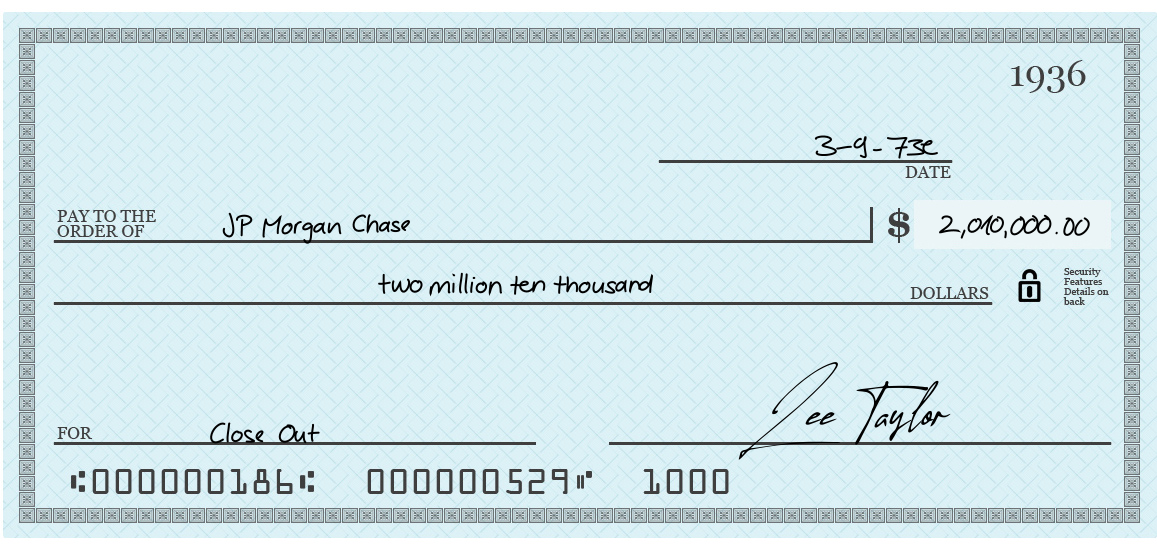 1936
3-9-73e
DATE
PAY TO THE
ORDER OF JP Morgan Chase $ 2,010,000.00
two million ten thousand DOLLARS
Security
Features
Details on
back
Lee Taylor
FOR Close Out
⑆000000186⑆ 000000529⑈ 1000